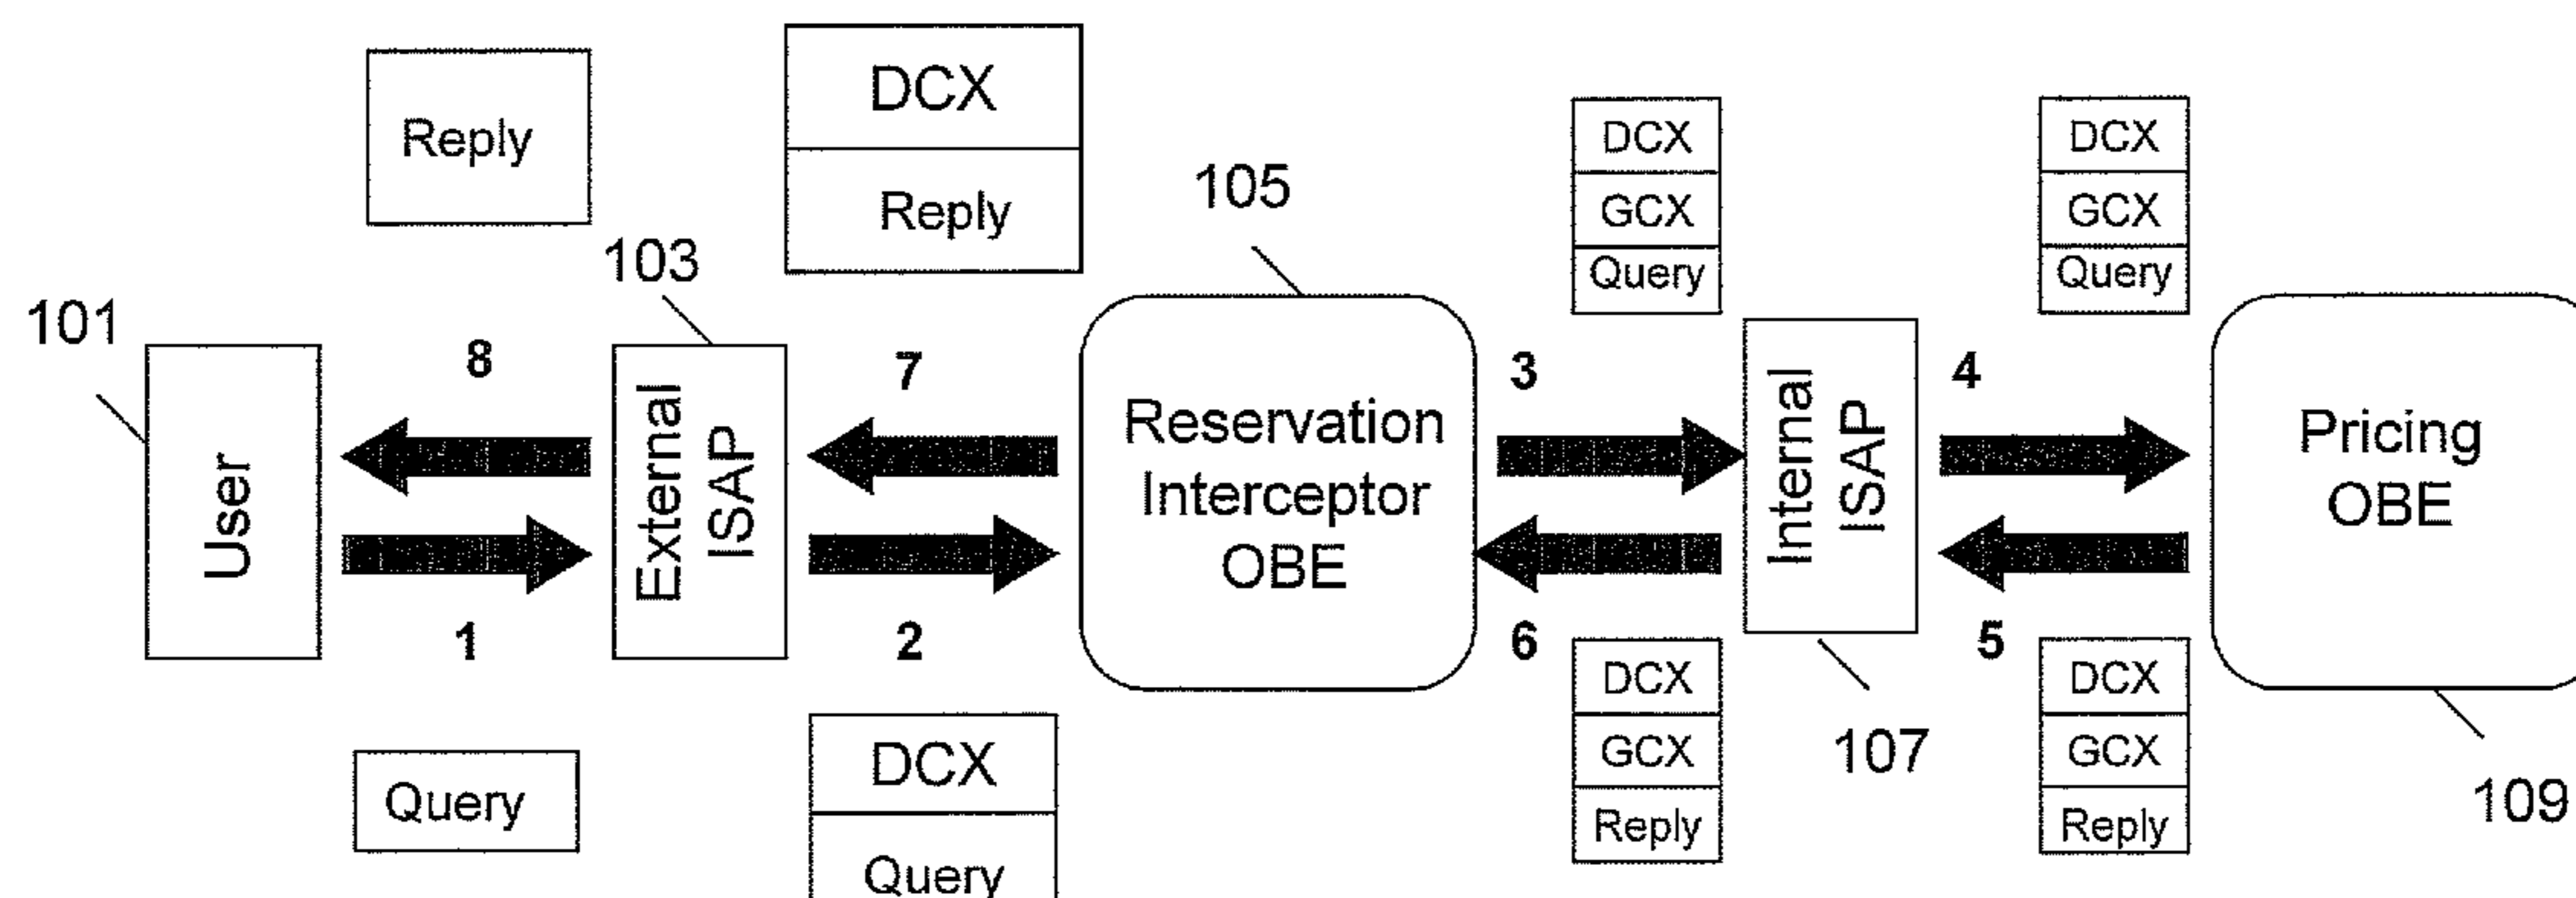 Reply
DCX
Reply
DCX
GCX
Query
DCX
GCX
Query
105
103
101
8
7
3
4
User
External
ISAP
Reservation
Interceptor
OBE
Internal
ISAP
Pricing
OBE
1
2
6
5
DCX
GCX
Reply
DCX
GCX
Reply
107
109
Query
DCX
Query